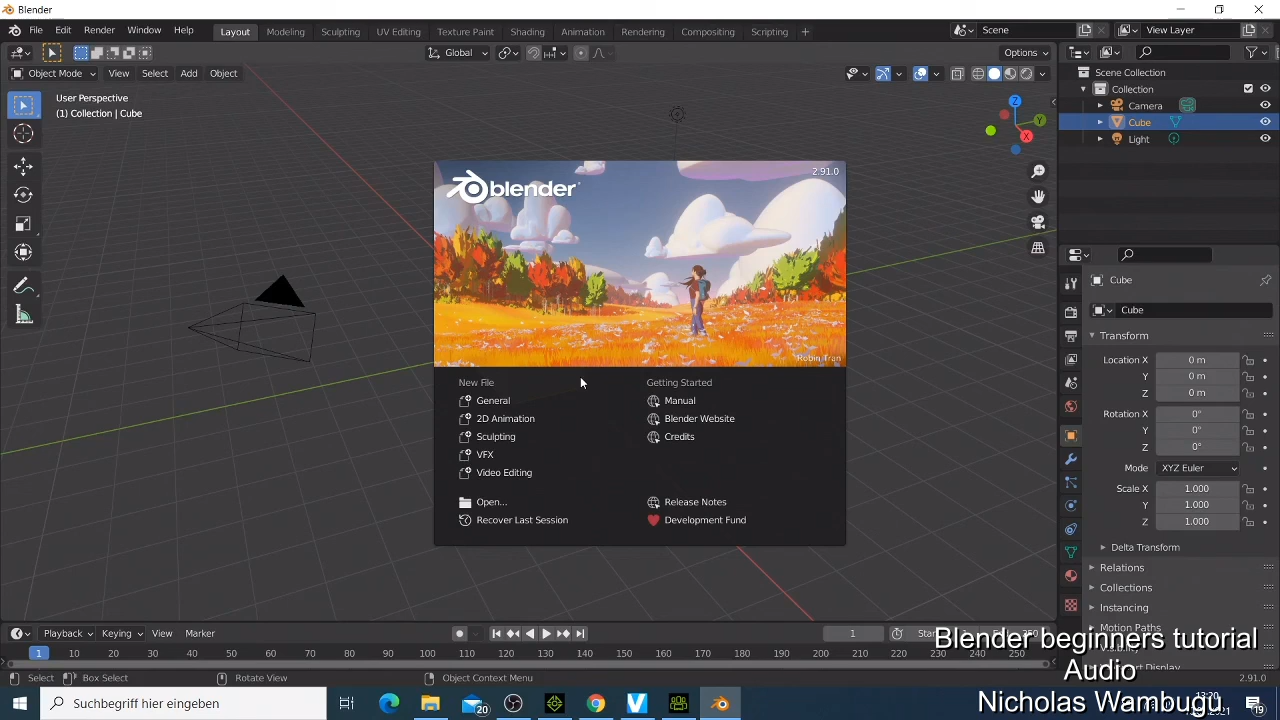 Blender
File Edit Render Window Help Layout Modeling Sculpting UV Editing Texture Paint Shading Animation Rendering Compositing Scripting + Scene View Layer
Global Options
Object Mode View Select Add Object
User Perspective
(1) Collection | Cube
Z
Y
X
Scene Collection
Collection
Camera
Cube
Light
blender
2.91.0
Robin Tran
New File
General
2D Animation
Sculpting
VFX
Video Editing
Open...
Recover Last Session
Getting Started
Manual
Blender Website
Credits
Release Notes
Development Fund
Cube
Cube
Transform
Location X 0 m
Y 0 m
Z 0 m
Rotation X 0°
Y 0°
Z 0°
Mode XYZ Euler
Scale X 1.000
Y 1.000
Z 1.000
Delta Transform
Relations
Collections
Instancing
Motion Paths
Playback Keying View Marker 1
1 10 20 30 40 50 60 70 80 90 100 110 120 130 140 150 160 170 180 190 200 210 220 230 240 250
Select Box Select Rotate View Object Context Menu 2.91.0
Blender beginners tutorial
Audio
Nicholas Wambugu
Suchbegriff hier eingeben 20 13:20 19